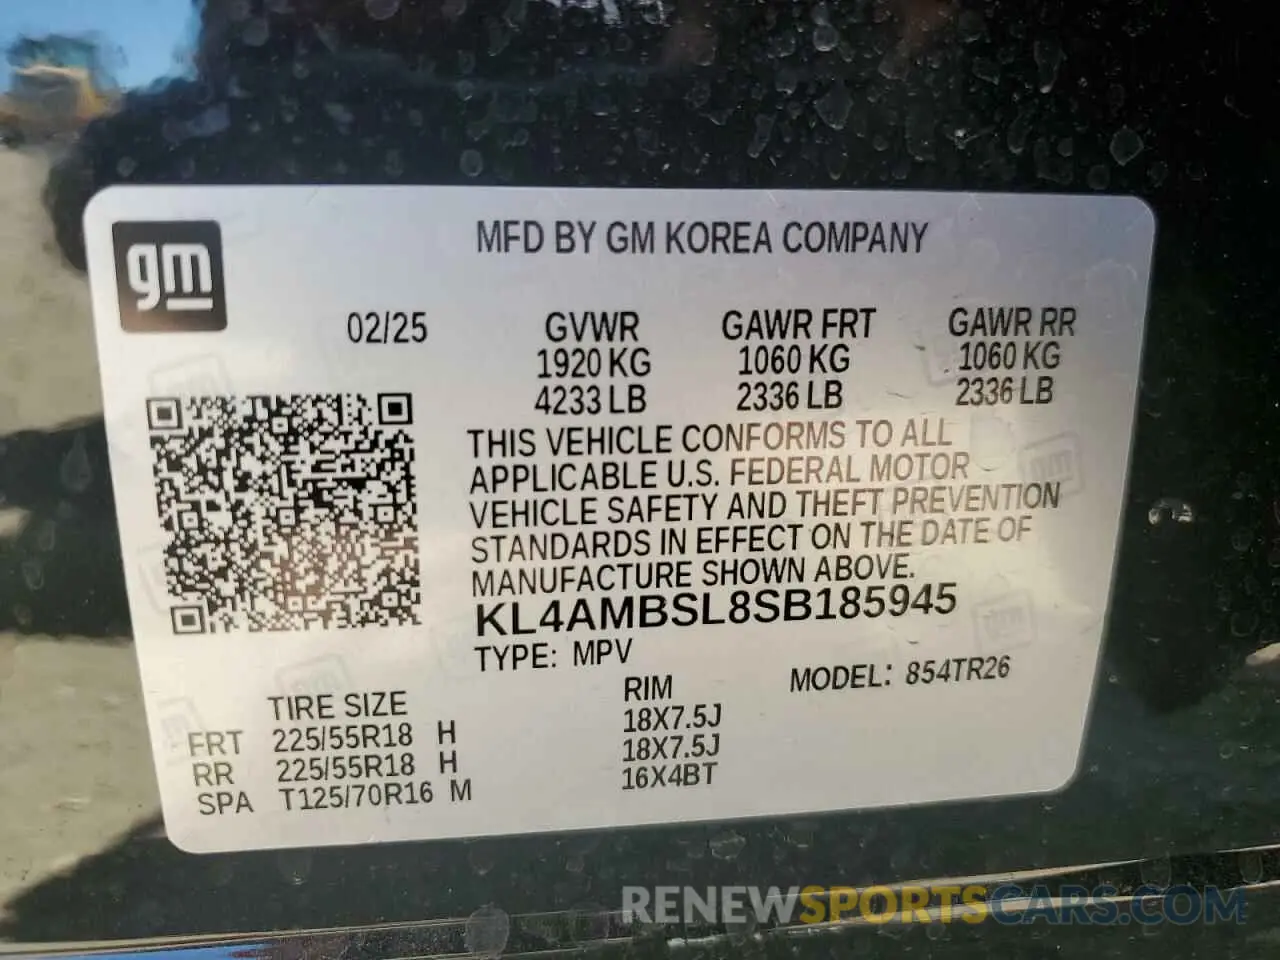 gm
MFD BY GM KOREA COMPANY
02/25 GVWR GAWR FRT GAWR RR
1920 KG 1060 KG 1060 KG
4233 LB 2336 LB 2336 LB
THIS VEHICLE CONFORMS TO ALL
APPLICABLE U.S. FEDERAL MOTOR
VEHICLE SAFETY AND THEFT PREVENTION
STANDARDS IN EFFECT ON THE DATE OF
MANUFACTURE SHOWN ABOVE.
KL4AMBSL8SB185945
TYPE: MPV MODEL: 854TR26
TIRE SIZE RIM
FRT 225/55R18 H 18X7.5J
RR 225/55R18 H 18X7.5J
SPA T125/70R16 M 16X4BT
RENEWSPORTSCARS.COM